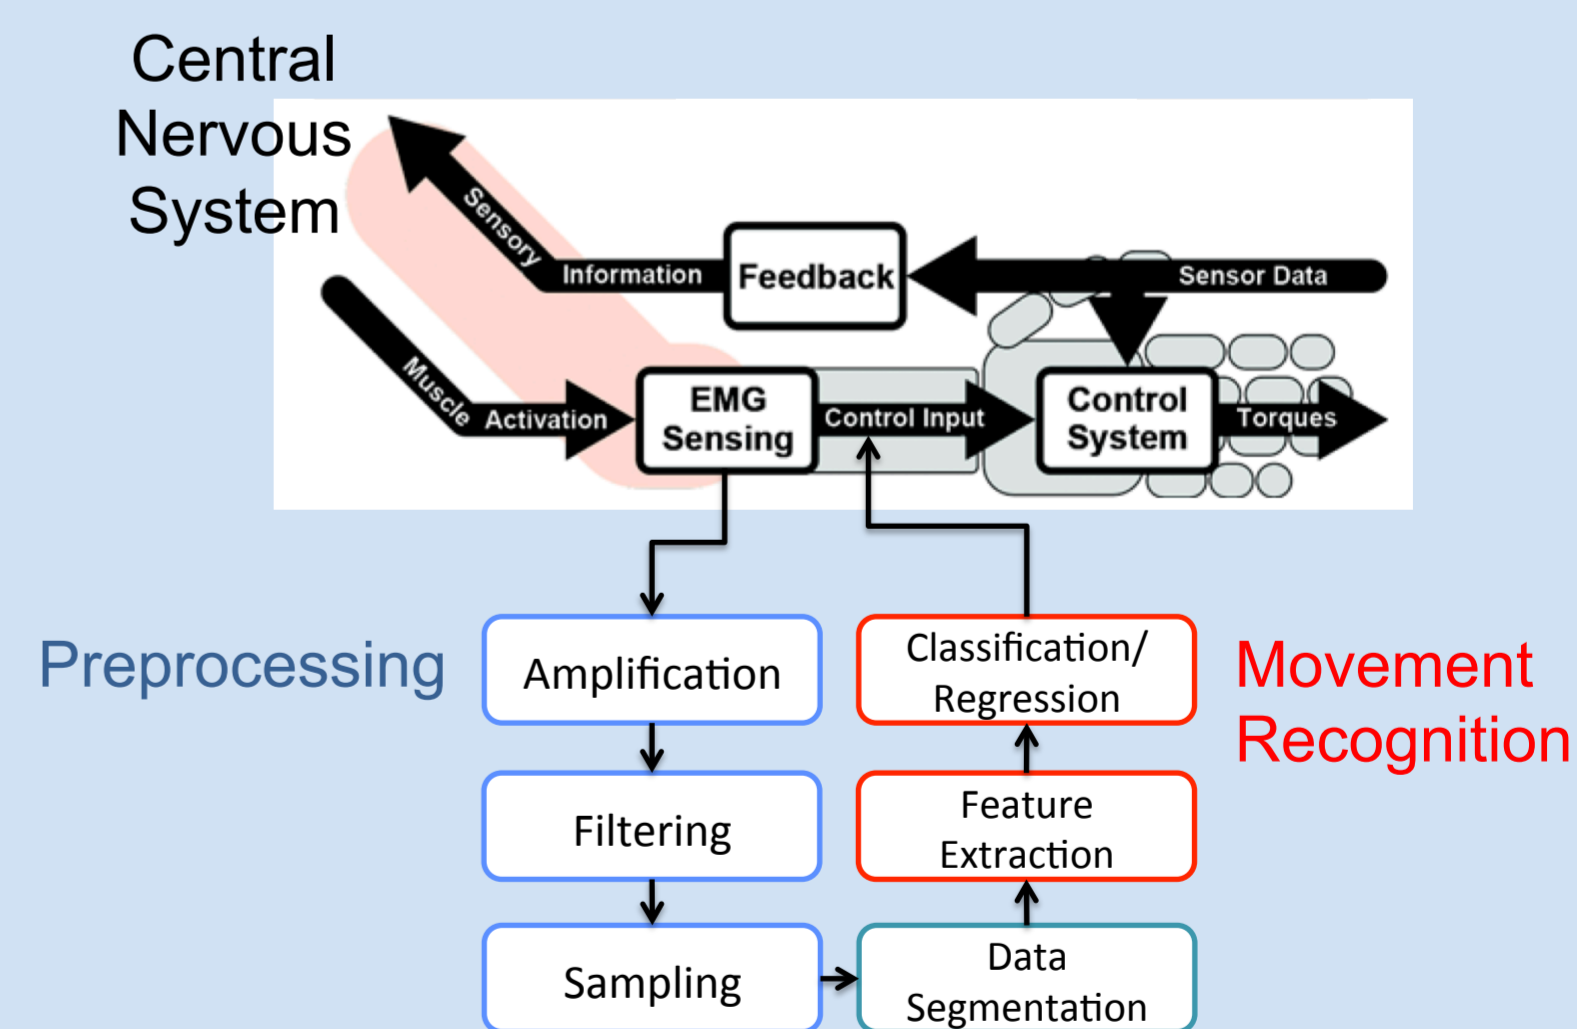 Central
Nervous
System
Sensory
Information
Feedback
Sensor Data
Muscle
Activation
EMG
Sensing
Control Input
Control
System
Torques
Preprocessing
Amplification
Classification/
Regression
Movement
Recognition
Filtering
Feature
Extraction
Sampling
Data
Segmentation